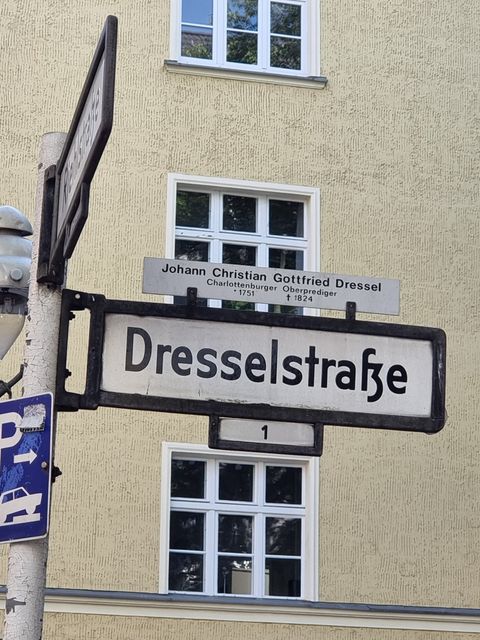 Johann Christian Gottfried Dressel
Charlottenburger Oberprediger
* 1751 † 1824
Dresselstraße
1
P